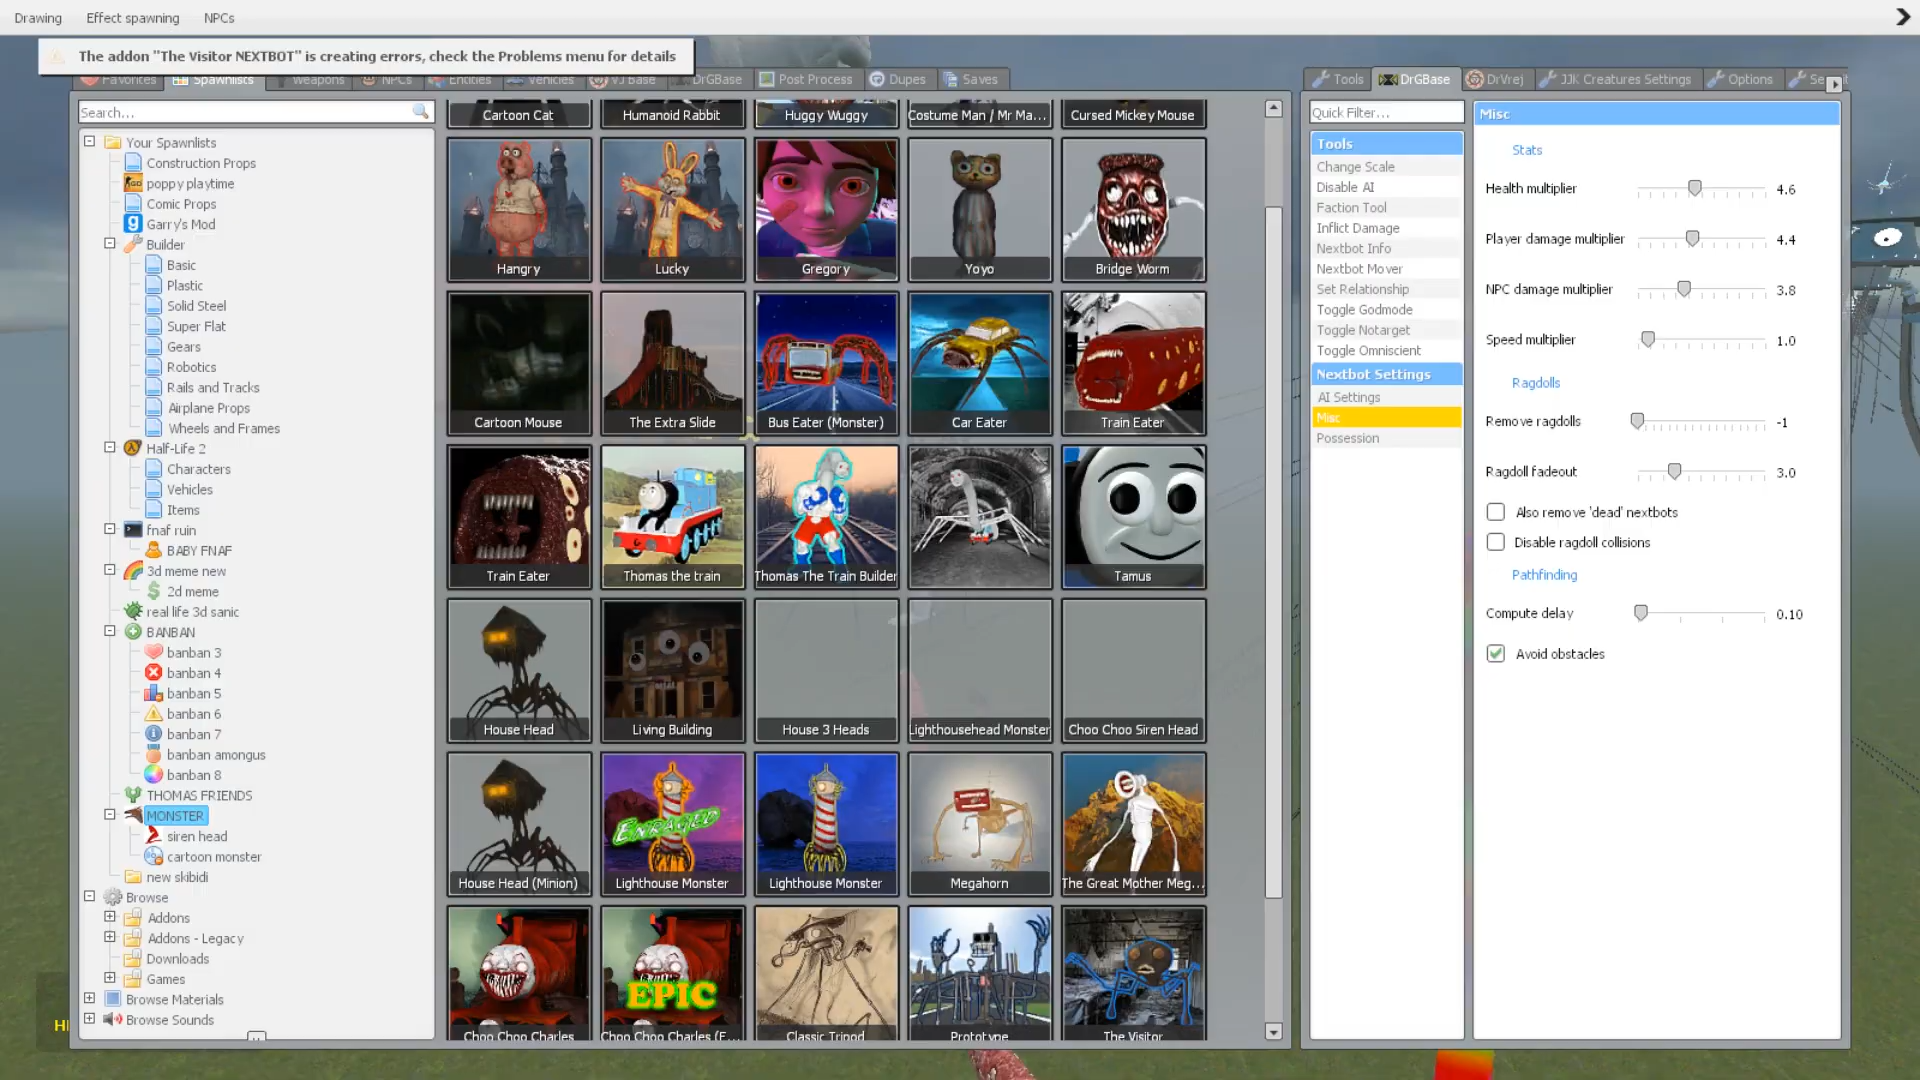 Drawing Effect spawning NPCs
The addon "The Visitor NEXTBOT" is creating errors, check the Problems menu for details
Favorites Spawnlists Weapons NPCs Entities Vehicles VJ Base DrGBase Post Process Dupes Saves
Tools DrGBase DrVrej JJK Creatures Settings Options
Search...
Your Spawnlists
Construction Props
poppy playtime
Comic Props
Garry's Mod
Builder
Basic
Plastic
Solid Steel
Super Flat
Gears
Robotics
Rails and Tracks
Airplane Props
Wheels and Frames
Half-Life 2
Characters
Vehicles
Items
fnaf ruin
BABY FNAF
3d meme new
2d meme
real life 3d sanic
BANBAN
banban 3
banban 4
banban 5
banban 6
banban 7
banban amongus
banban 8
THOMAS FRIENDS
MONSTER
siren head
cartoon monster
new skibidi
Browse
Addons
Addons - Legacy
Downloads
Games
Browse Materials
Browse Sounds
Cartoon Cat Humanoid Rabbit Huggy Wuggy Costume Man / Mr Ma... Cursed Mickey Mouse
Hangry Lucky Gregory Yoyo Bridge Worm
Cartoon Mouse The Extra Slide Bus Eater (Monster) Car Eater Train Eater
Train Eater Thomas the train Thomas The Train Builder Tamus
House Head Living Building House 3 Heads Lighthousehead Monster Choo Choo Siren Head
ENRAGED
House Head (Minion) Lighthouse Monster Lighthouse Monster Megahorn The Great Mother Meg...
EPIC
Choo Choo Charles Choo Choo Charles (E... Classic Tripod Prototype The Visitor
Quick Filter...
Tools
Change Scale
Disable AI
Faction Tool
Inflict Damage
Nextbot Info
Nextbot Mover
Set Relationship
Toggle Godmode
Toggle Notarget
Toggle Omniscient
Nextbot Settings
AI Settings
Misc
Possession
Misc
Stats
Health multiplier 4.6
Player damage multiplier 4.4
NPC damage multiplier 3.8
Speed multiplier 1.0
Ragdolls
Remove ragdolls -1
Ragdoll fadeout 3.0
Also remove 'dead' nextbots
Disable ragdoll collisions
Pathfinding
Compute delay 0.10
Avoid obstacles